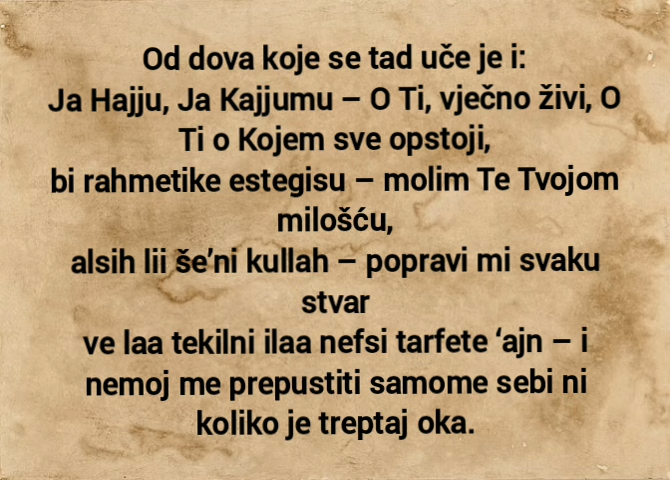 Od dova koje se tad uče je i:
Ja Hajju, Ja Kajjumu – O Ti, vječno živi, O
Ti o Kojem sve opstoji,
bi rahmetike estegisu – molim Te Tvojom
milošću,
alsih lii še’ni kullah – popravi mi svaku
stvar
ve laa tekilni ilaa nefsi tarfete ‘ajn – i
nemoj me prepustiti samome sebi ni
koliko je treptaj oka.